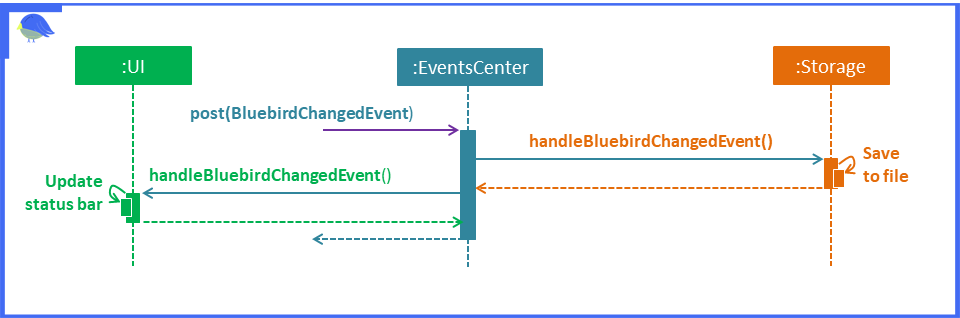 :UI
:EventsCenter
:Storage
post(BluebirdChangedEvent)
handleBluebirdChangedEvent()
Save
to file
handleBluebirdChangedEvent()
Update
status bar